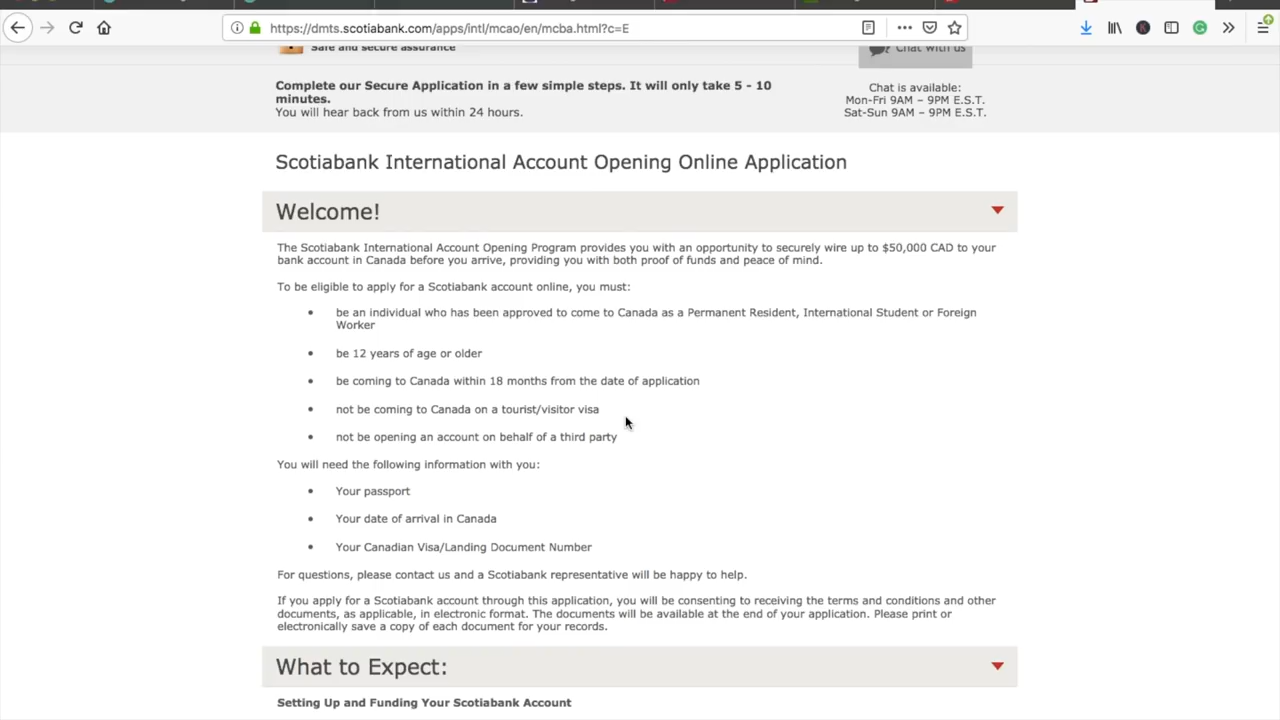 https://dmts.scotiabank.com/apps/intl/mcao/en/mcba.html?c=E
Safe and secure assurance
Chat with us
Complete our Secure Application in a few simple steps. It will only take 5 - 10
minutes.
You will hear back from us within 24 hours.
Chat is available:
Mon-Fri 9AM – 9PM E.S.T.
Sat-Sun 9AM – 9PM E.S.T.
Scotiabank International Account Opening Online Application
Welcome!
The Scotiabank International Account Opening Program provides you with an opportunity to securely wire up to $50,000 CAD to your
bank account in Canada before you arrive, providing you with both proof of funds and peace of mind.
To be eligible to apply for a Scotiabank account online, you must:
• be an individual who has been approved to come to Canada as a Permanent Resident, International Student or Foreign
Worker
• be 12 years of age or older
• be coming to Canada within 18 months from the date of application
• not be coming to Canada on a tourist/visitor visa
• not be opening an account on behalf of a third party
You will need the following information with you:
• Your passport
• Your date of arrival in Canada
• Your Canadian Visa/Landing Document Number
For questions, please contact us and a Scotiabank representative will be happy to help.
If you apply for a Scotiabank account through this application, you will be consenting to receiving the terms and conditions and other
documents, as applicable, in electronic format. The documents will be available at the end of your application. Please print or
electronically save a copy of each document for your records.
What to Expect:
Setting Up and Funding Your Scotiabank Account